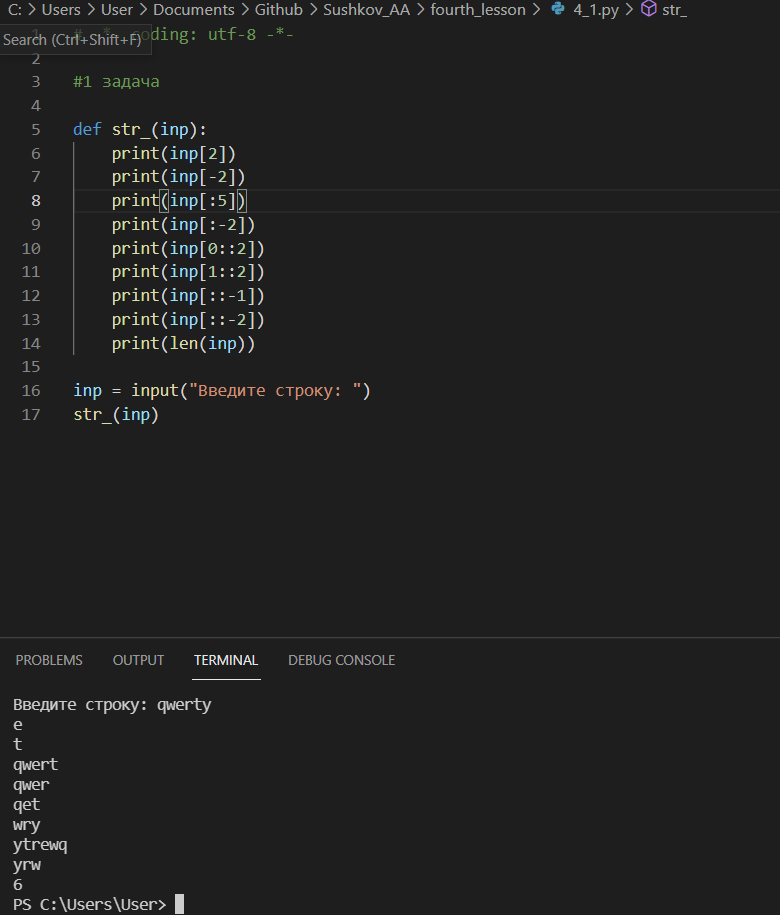 C: > Users > User > Documents > Github > Sushkov_AA > fourth_lesson > 4_1.py > str_
Search (Ctrl+Shift+F)
1 # -*- coding: utf-8 -*-
2
3 #1 задача
4
5 def str_(inp):
6     print(inp[2])
7     print(inp[-2])
8     print(inp[:5])
9     print(inp[:-2])
10     print(inp[0::2])
11     print(inp[1::2])
12     print(inp[::-1])
13     print(inp[::-2])
14     print(len(inp))
15
16 inp = input("Введите строку: ")
17 str_(inp)
PROBLEMS OUTPUT TERMINAL DEBUG CONSOLE
Введите строку: qwerty
e
t
qwert
qwer
qet
wry
ytrewq
yrw
6
PS C:\Users\User>